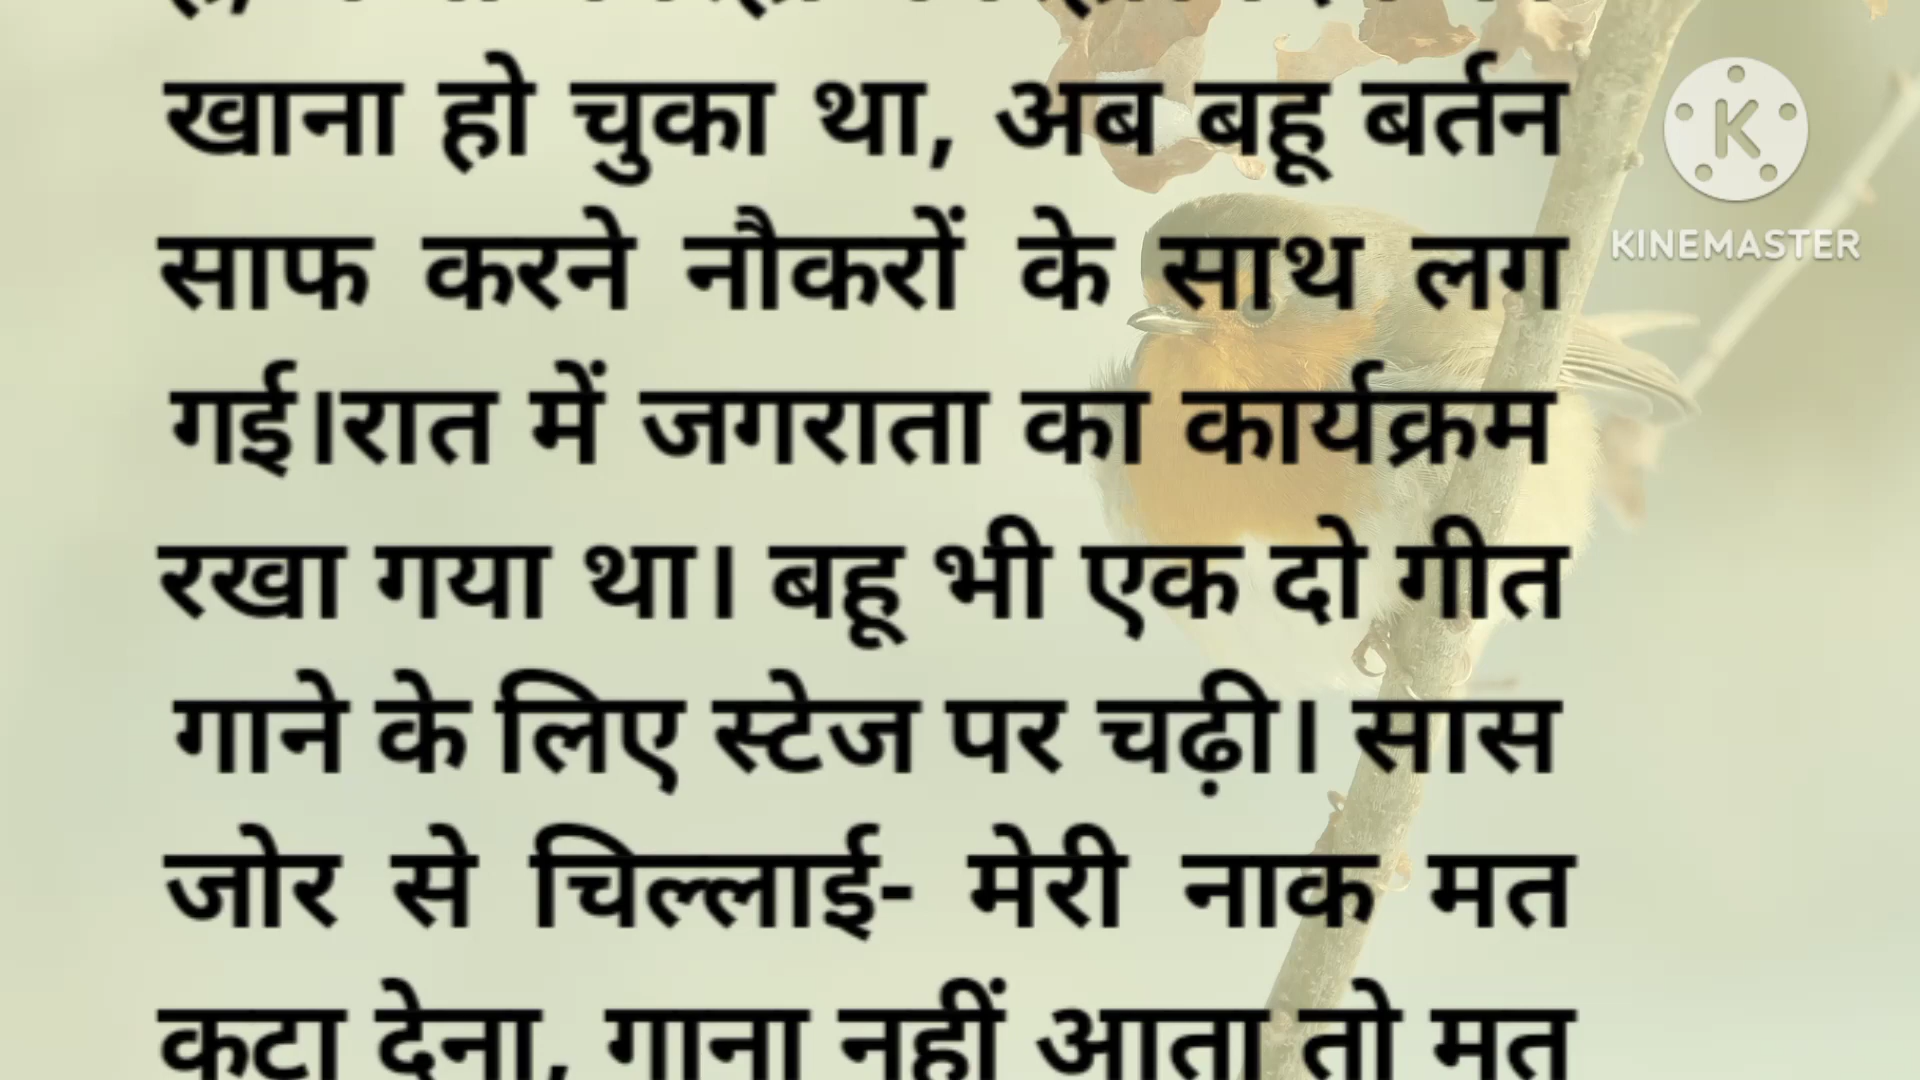 खाना हो चुका था, अब बहू बर्तन
साफ करने नौकरों के साथ लग
गई।रात में जगराता का कार्यक्रम
रखा गया था। बहू भी एक दो गीत
गाने के लिए स्टेज पर चढ़ी। सास
जोर से चिल्लाई- मेरी नाक मत
कटा देना, गाना नहीं आता तो मत
K
KINEMASTER